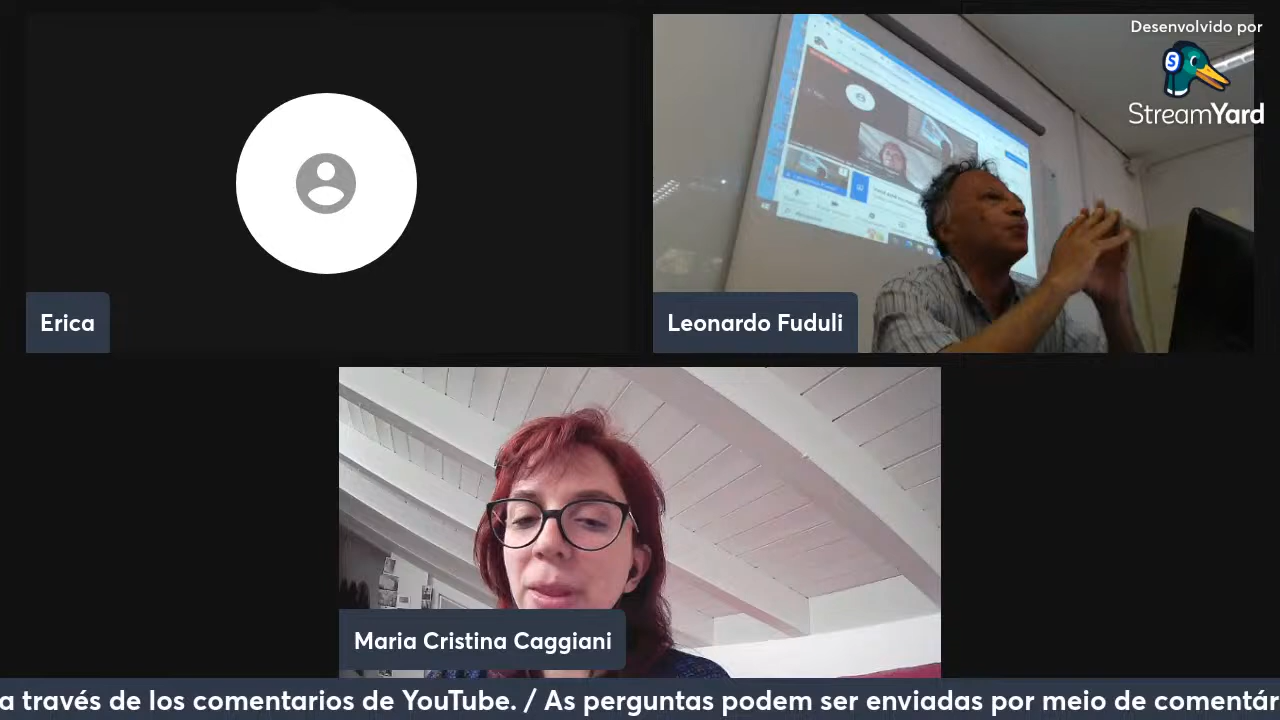 Desenvolvido por
StreamYard
Erica
Leonardo Fuduli
Maria Cristina Caggiani
a través de los comentarios de YouTube. / As perguntas podem ser enviadas por meio de comentár